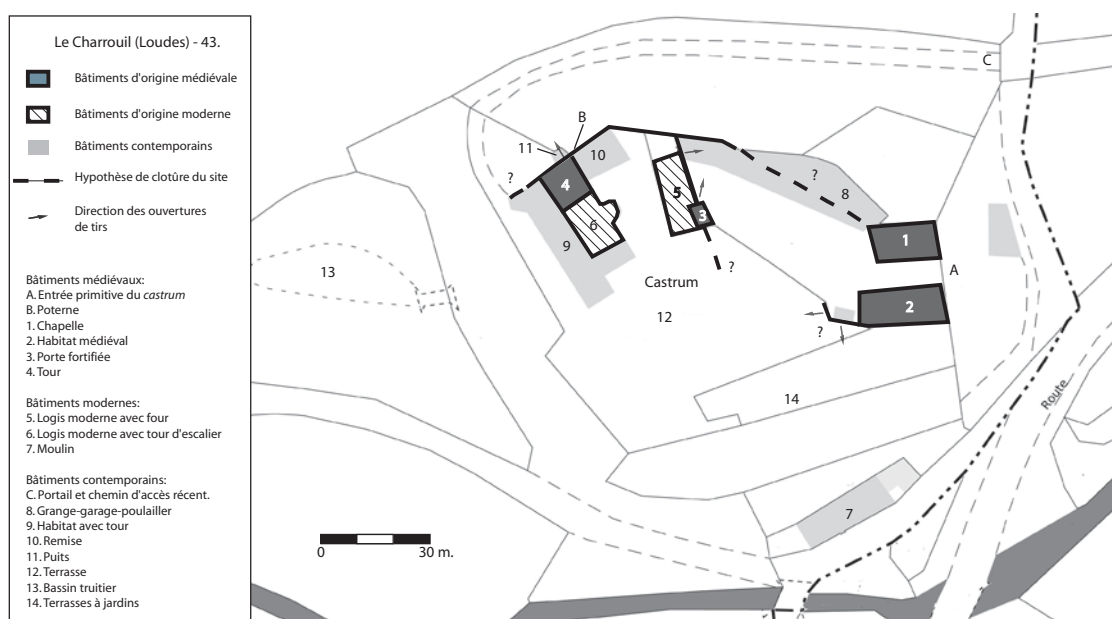 Le Charrouil (Loudes) - 43.
Bâtiments d'origine médiévale
Bâtiments d'origine moderne
Bâtiments contemporains
Hypothèse de clotûre du site
Direction des ouvertures
de tirs
Bâtiments médiévaux:
A. Entrée primitive du castrum
B. Poterne
1. Chapelle
2. Habitat médiéval
3. Porte fortifiée
4. Tour
Bâtiments modernes:
5. Logis moderne avec four
6. Logis moderne avec tour d'escalier
7. Moulin
Bâtiments contemporains:
C. Portail et chemin d'accès récent.
8. Grange-garage-poulailler
9. Habitat avec tour
10. Remise
11. Puits
12. Terrasse
13. Bassin truitier
14. Terrasses à jardins
C
B
11
10
?
4
5
?
8
6
3
9
1
13
?
A
Castrum
2
12
?
14
Route
7
0 30 m.